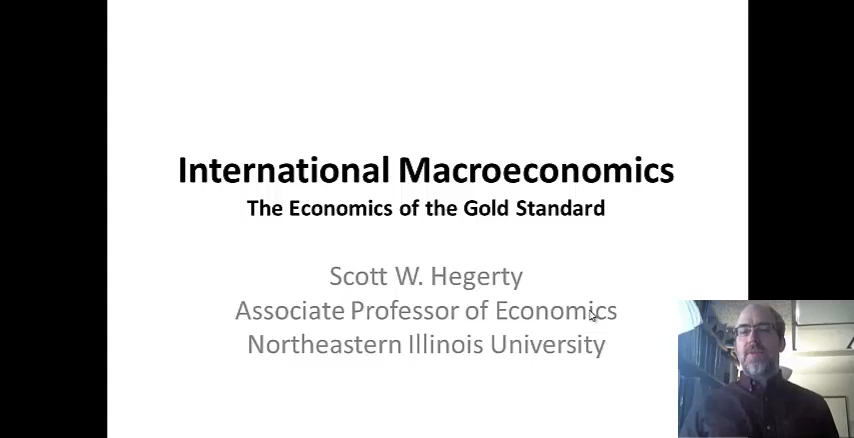 International Macroeconomics
The Economics of the Gold Standard
Scott W. Hegerty
Associate Professor of Economics
Northeastern Illinois University